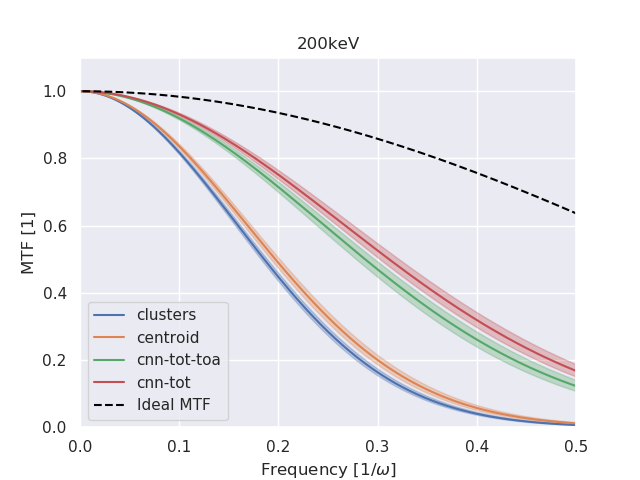 200keV
MTF [1]
1.0
0.8
0.6
0.4
0.2
0.0
clusters
centroid
cnn-tot-toa
cnn-tot
Ideal MTF
0.0 0.1 0.2 0.3 0.4 0.5
Frequency [1/ω]